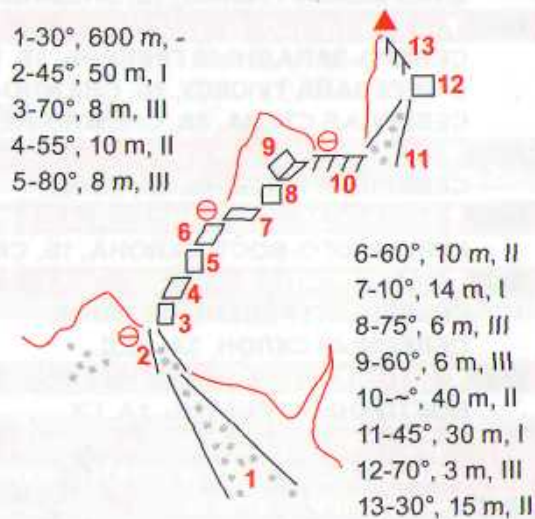 1-30°, 600 m, -
2-45°, 50 m, I
3-70°, 8 m, III
4-55°, 10 m, II
5-80°, 8 m, III
13
12
11
10
9
8
7
6
5
4
3
2
1
6-60°, 10 m, II
7-10°, 14 m, I
8-75°, 6 m, III
9-60°, 6 m, III
10-~°, 40 m, II
11-45°, 30 m, I
12-70°, 3 m, III
13-30°, 15 m, II